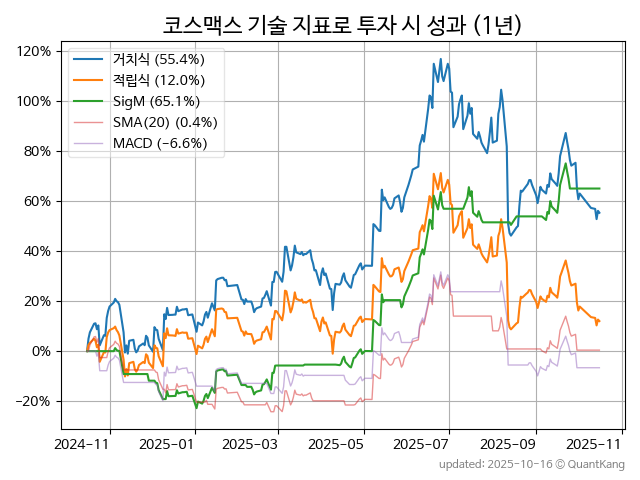 코스맥스 기술 지표로 투자 시 성과 (1년)
120%
100%
80%
60%
40%
20%
0%
−20%
거치식 (55.4%)
적립식 (12.0%)
SigM (65.1%)
SMA(20) (0.4%)
MACD (−6.6%)
2024-11
2025-01
2025-03
2025-05
2025-07
2025-09
2025-11
updated: 2025-10-16 © QuantKang